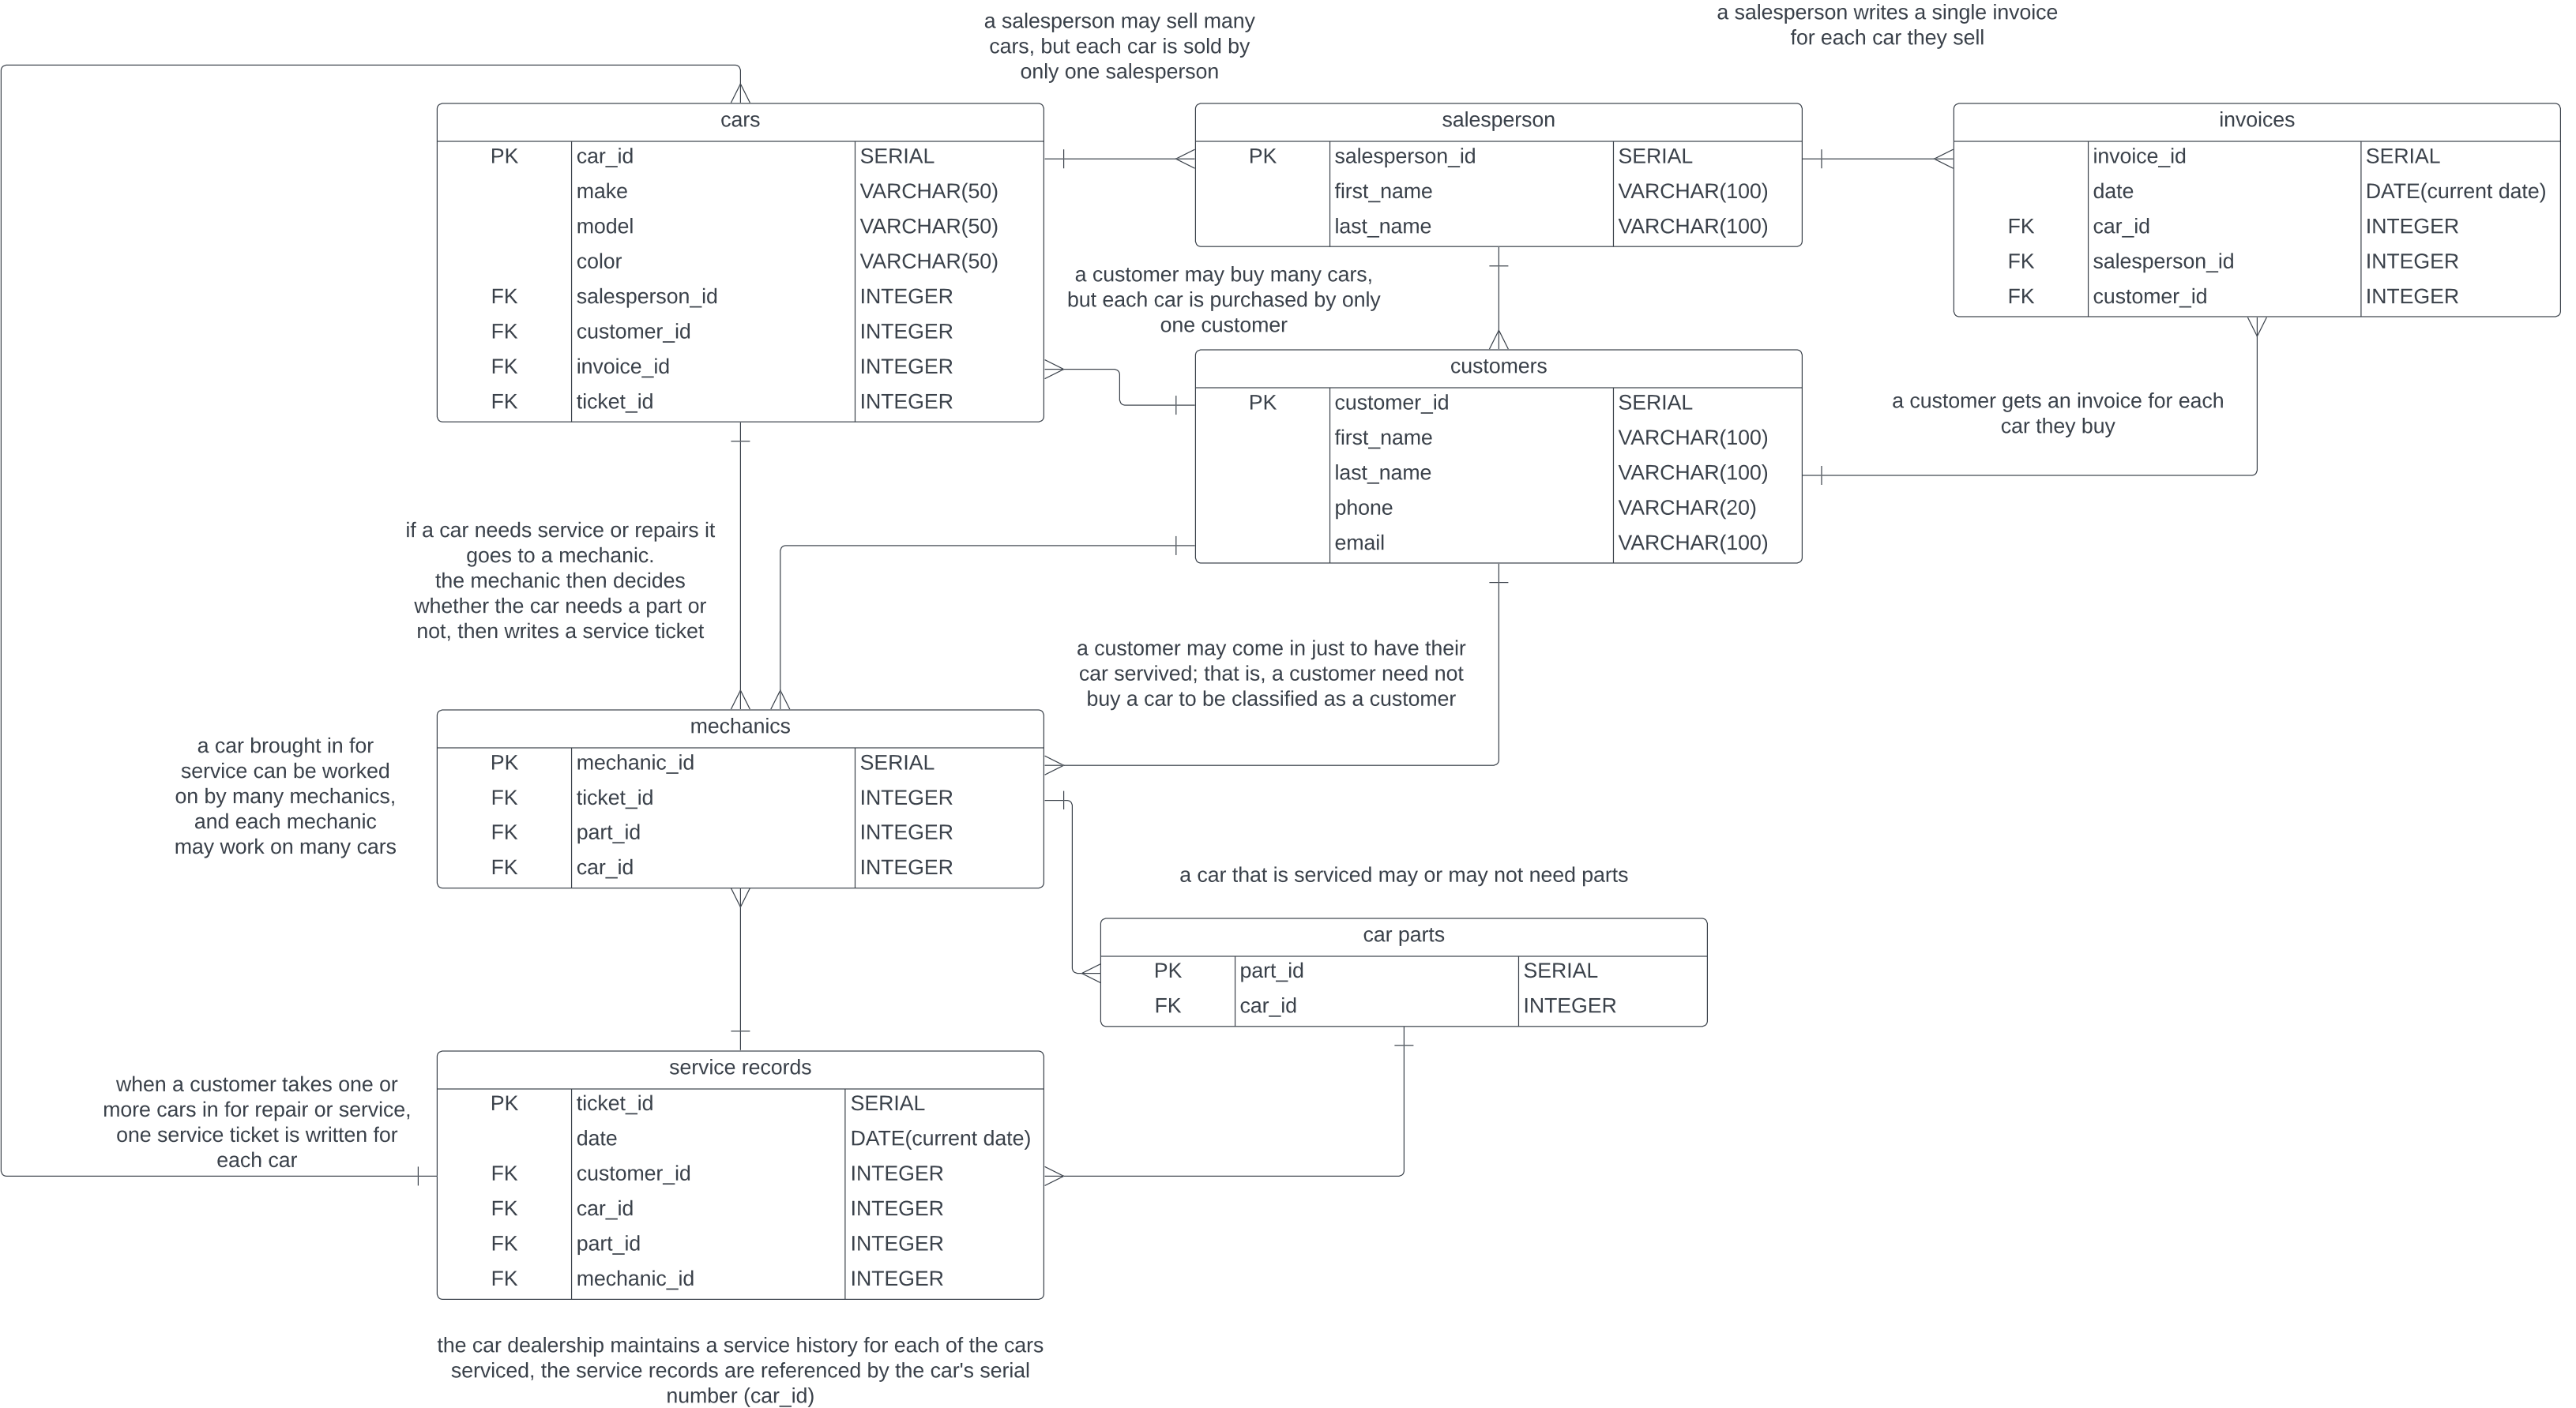 a salesperson may sell many
cars, but each car is sold by
only one salesperson
a salesperson writes a single invoice
for each car they sell
cars
PK car_id SERIAL
make VARCHAR(50)
model VARCHAR(50)
color VARCHAR(50)
FK salesperson_id INTEGER
FK customer_id INTEGER
FK invoice_id INTEGER
FK ticket_id INTEGER
salesperson
PK salesperson_id SERIAL
first_name VARCHAR(100)
last_name VARCHAR(100)
invoices
invoice_id SERIAL
date DATE(current date)
FK car_id INTEGER
FK salesperson_id INTEGER
FK customer_id INTEGER
a customer may buy many cars,
but each car is purchased by only
one customer
customers
PK customer_id SERIAL
first_name VARCHAR(100)
last_name VARCHAR(100)
phone VARCHAR(20)
email VARCHAR(100)
a customer gets an invoice for each
car they buy
if a car needs service or repairs it
goes to a mechanic.
the mechanic then decides
whether the car needs a part or
not, then writes a service ticket
a customer may come in just to have their
car servived; that is, a customer need not
buy a car to be classified as a customer
a car brought in for
service can be worked
on by many mechanics,
and each mechanic
may work on many cars
mechanics
PK mechanic_id SERIAL
FK ticket_id INTEGER
FK part_id INTEGER
FK car_id INTEGER
a car that is serviced may or may not need parts
car parts
PK part_id SERIAL
FK car_id INTEGER
when a customer takes one or
more cars in for repair or service,
one service ticket is written for
each car
service records
PK ticket_id SERIAL
date DATE(current date)
FK customer_id INTEGER
FK car_id INTEGER
FK part_id INTEGER
FK mechanic_id INTEGER
the car dealership maintains a service history for each of the cars
serviced, the service records are referenced by the car's serial
number (car_id)